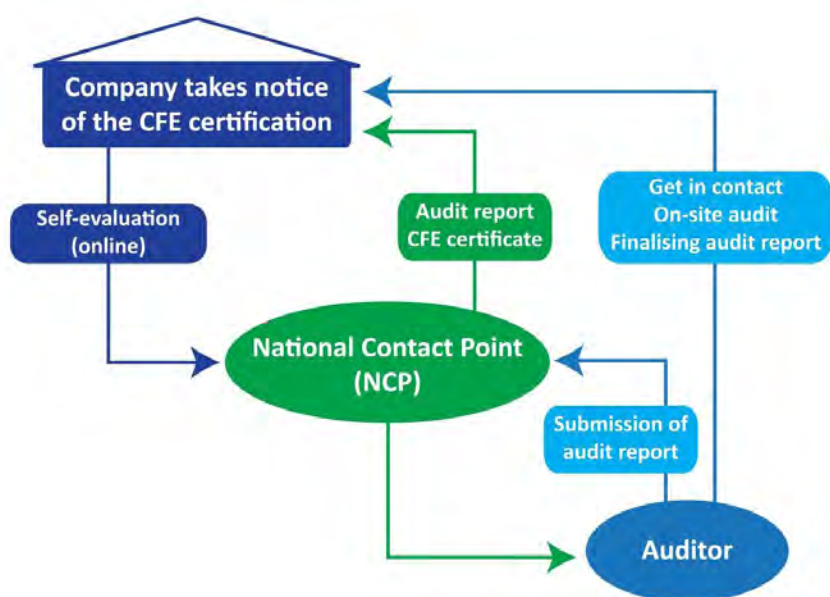 Company takes notice
of the CFE certification
Self-evaluation
(online)
Audit report
CFE certificate
Get in contact
On-site audit
Finalising audit report
National Contact Point
(NCP)
Submission of
audit report
Auditor